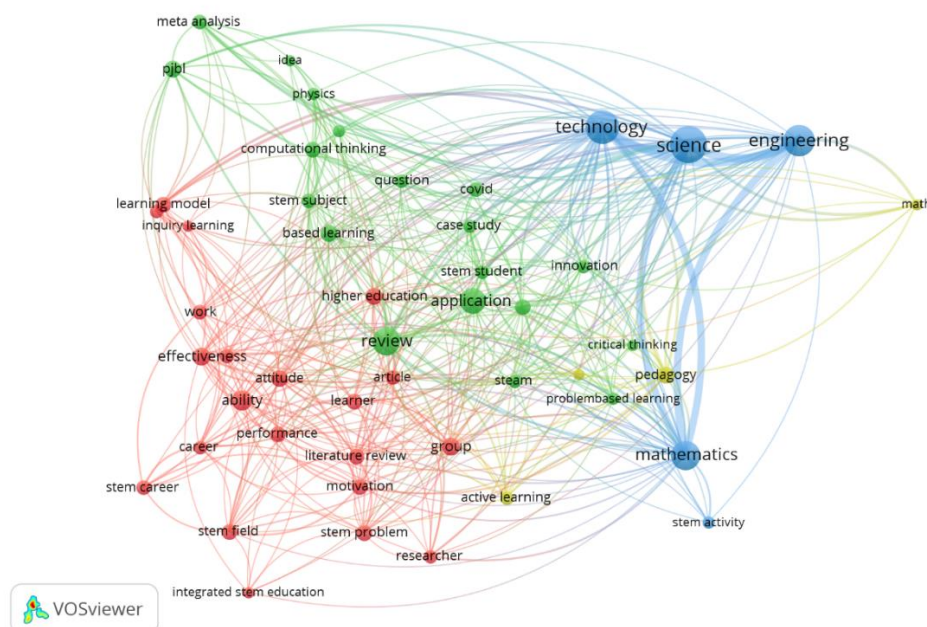 meta analysis
idea
pjbl
physics
technology
science
engineering
computational thinking
question
covid
stem subject
learning model
math
inquiry learning
based learning
case study
stem student
innovation
higher education
application
work
review
critical thinking
effectiveness
attitude
article
steam
pedagogy
ability
learner
problembased learning
career
performance
group
literature review
mathematics
stem career
motivation
active learning
stem field
stem problem
stem activity
researcher
integrated stem education
VOSviewer